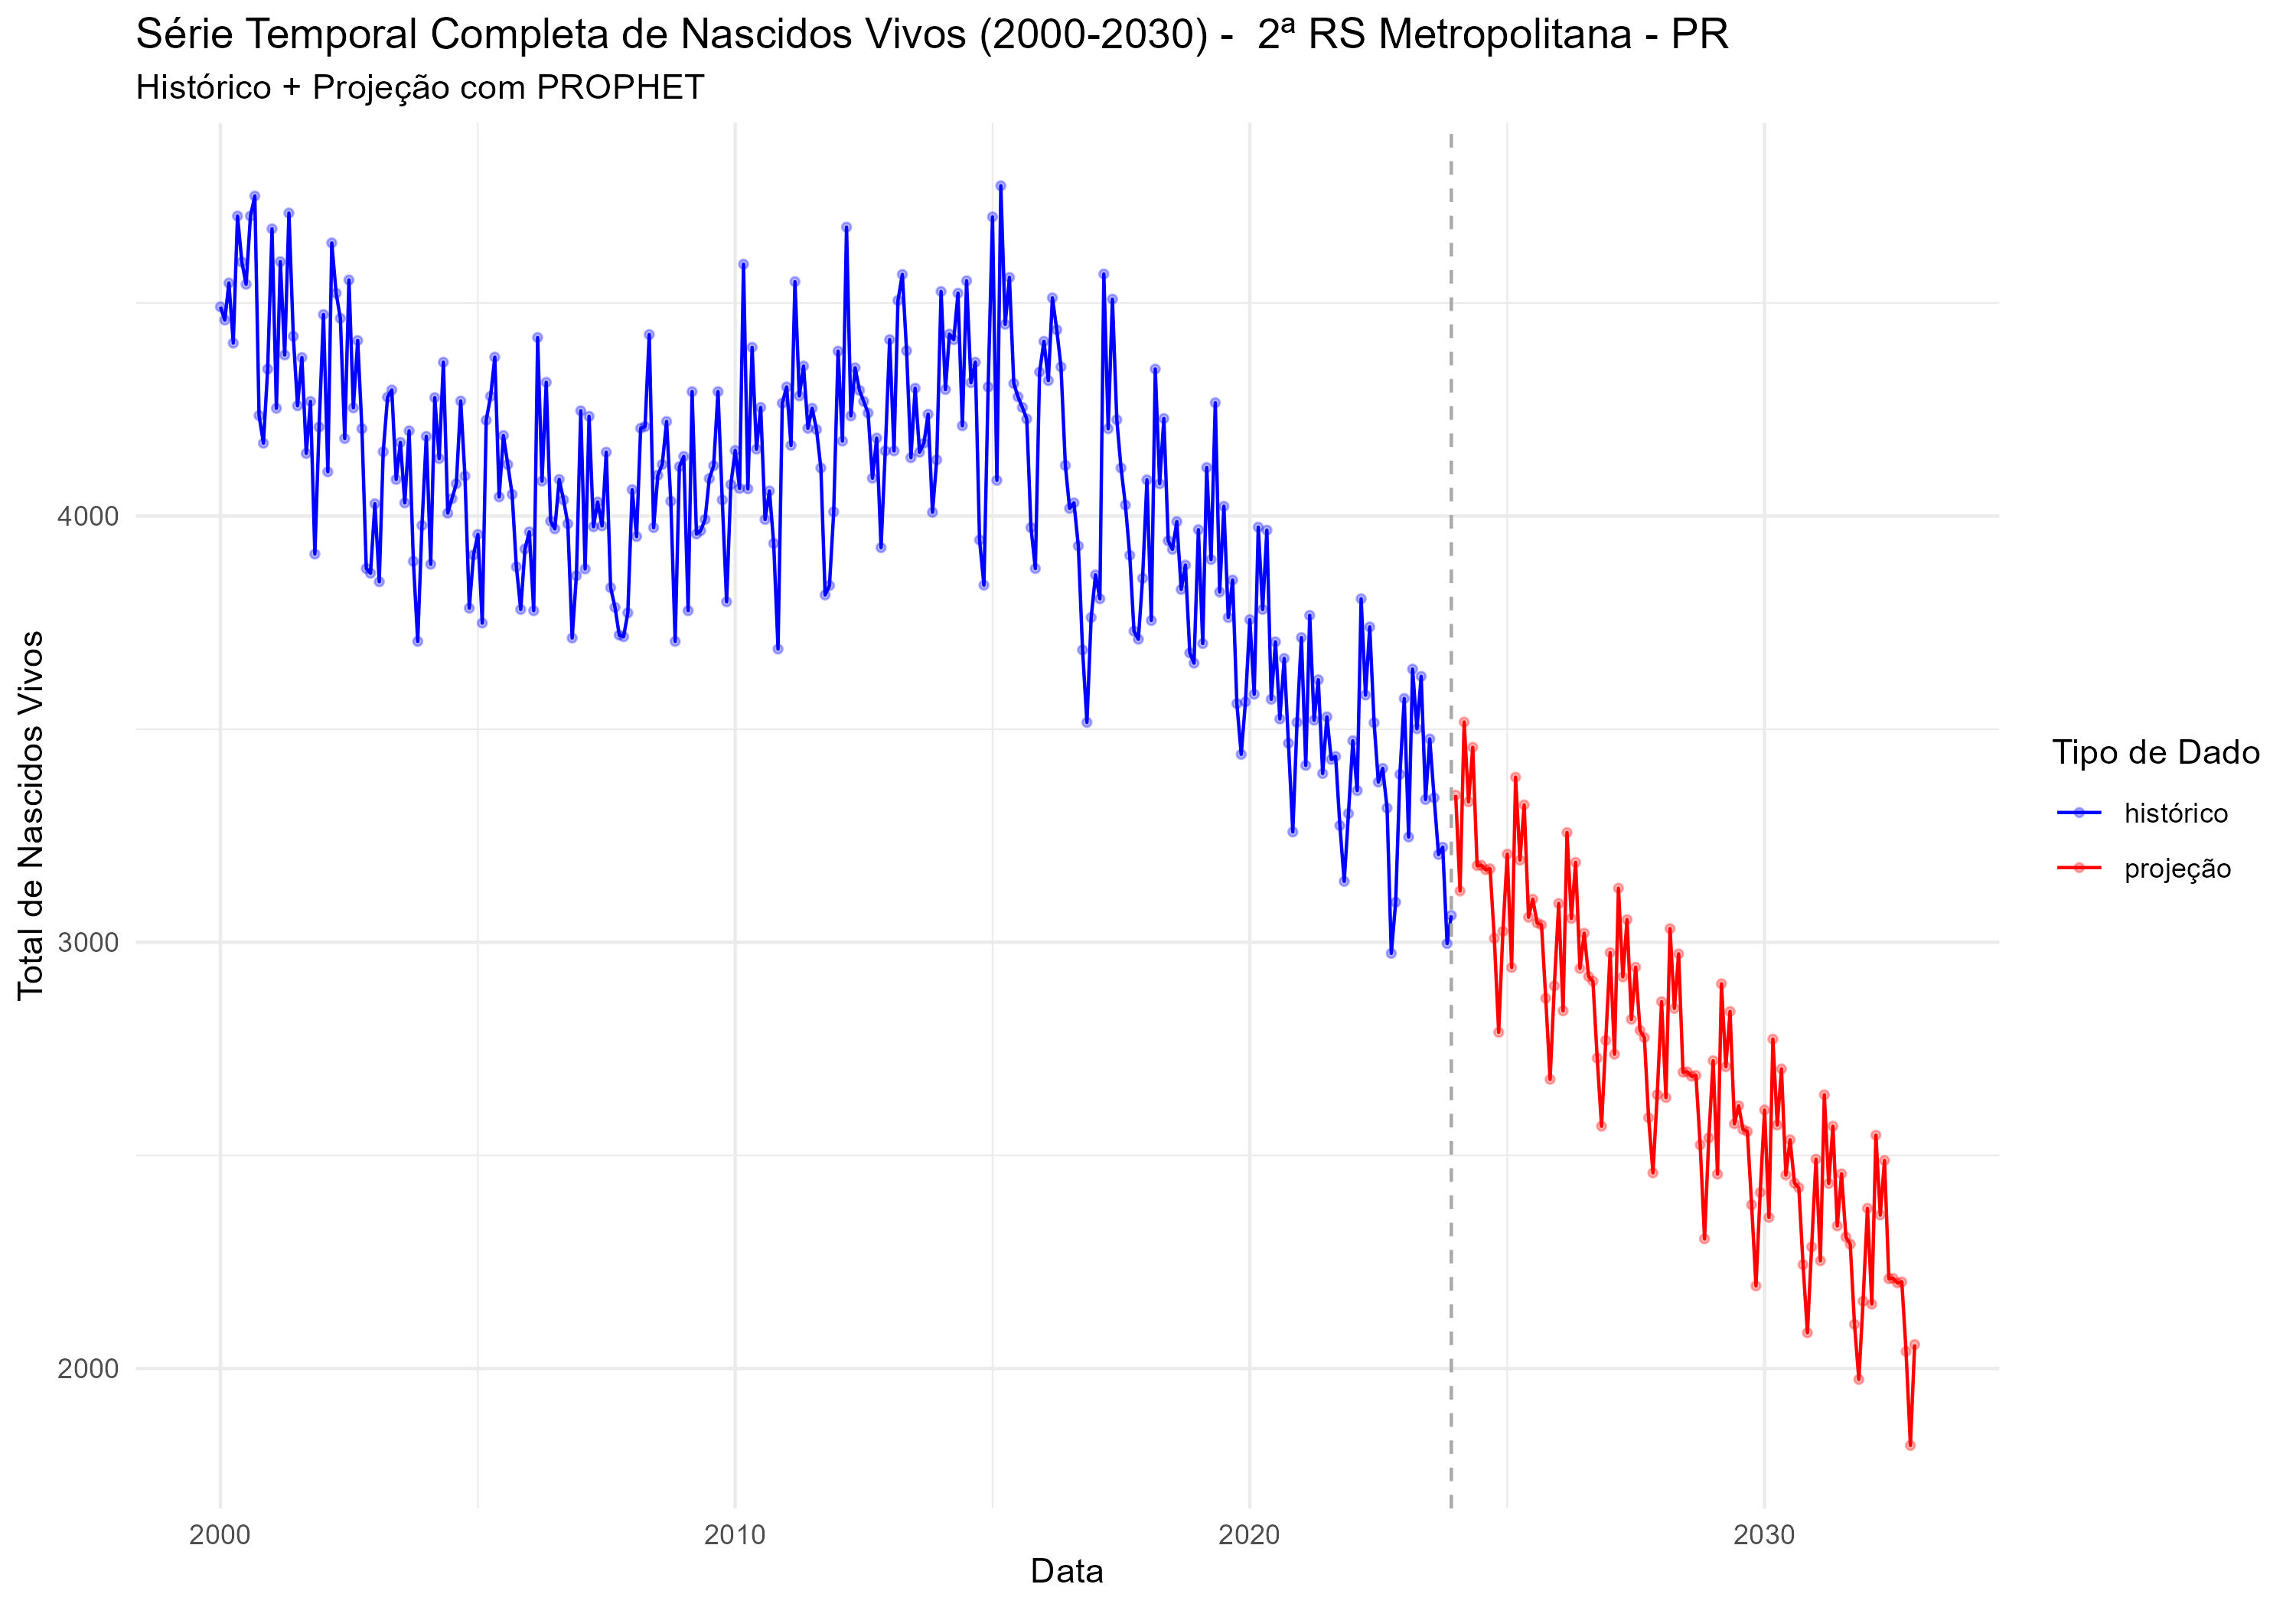 Série Temporal Completa de Nascidos Vivos (2000-2030) -  2ª RS Metropolitana - PR
Histórico + Projeção com PROPHET
Total de Nascidos Vivos
4000
3000
2000
2000
2010
2020
2030
Data
Tipo de Dado
histórico
projeção